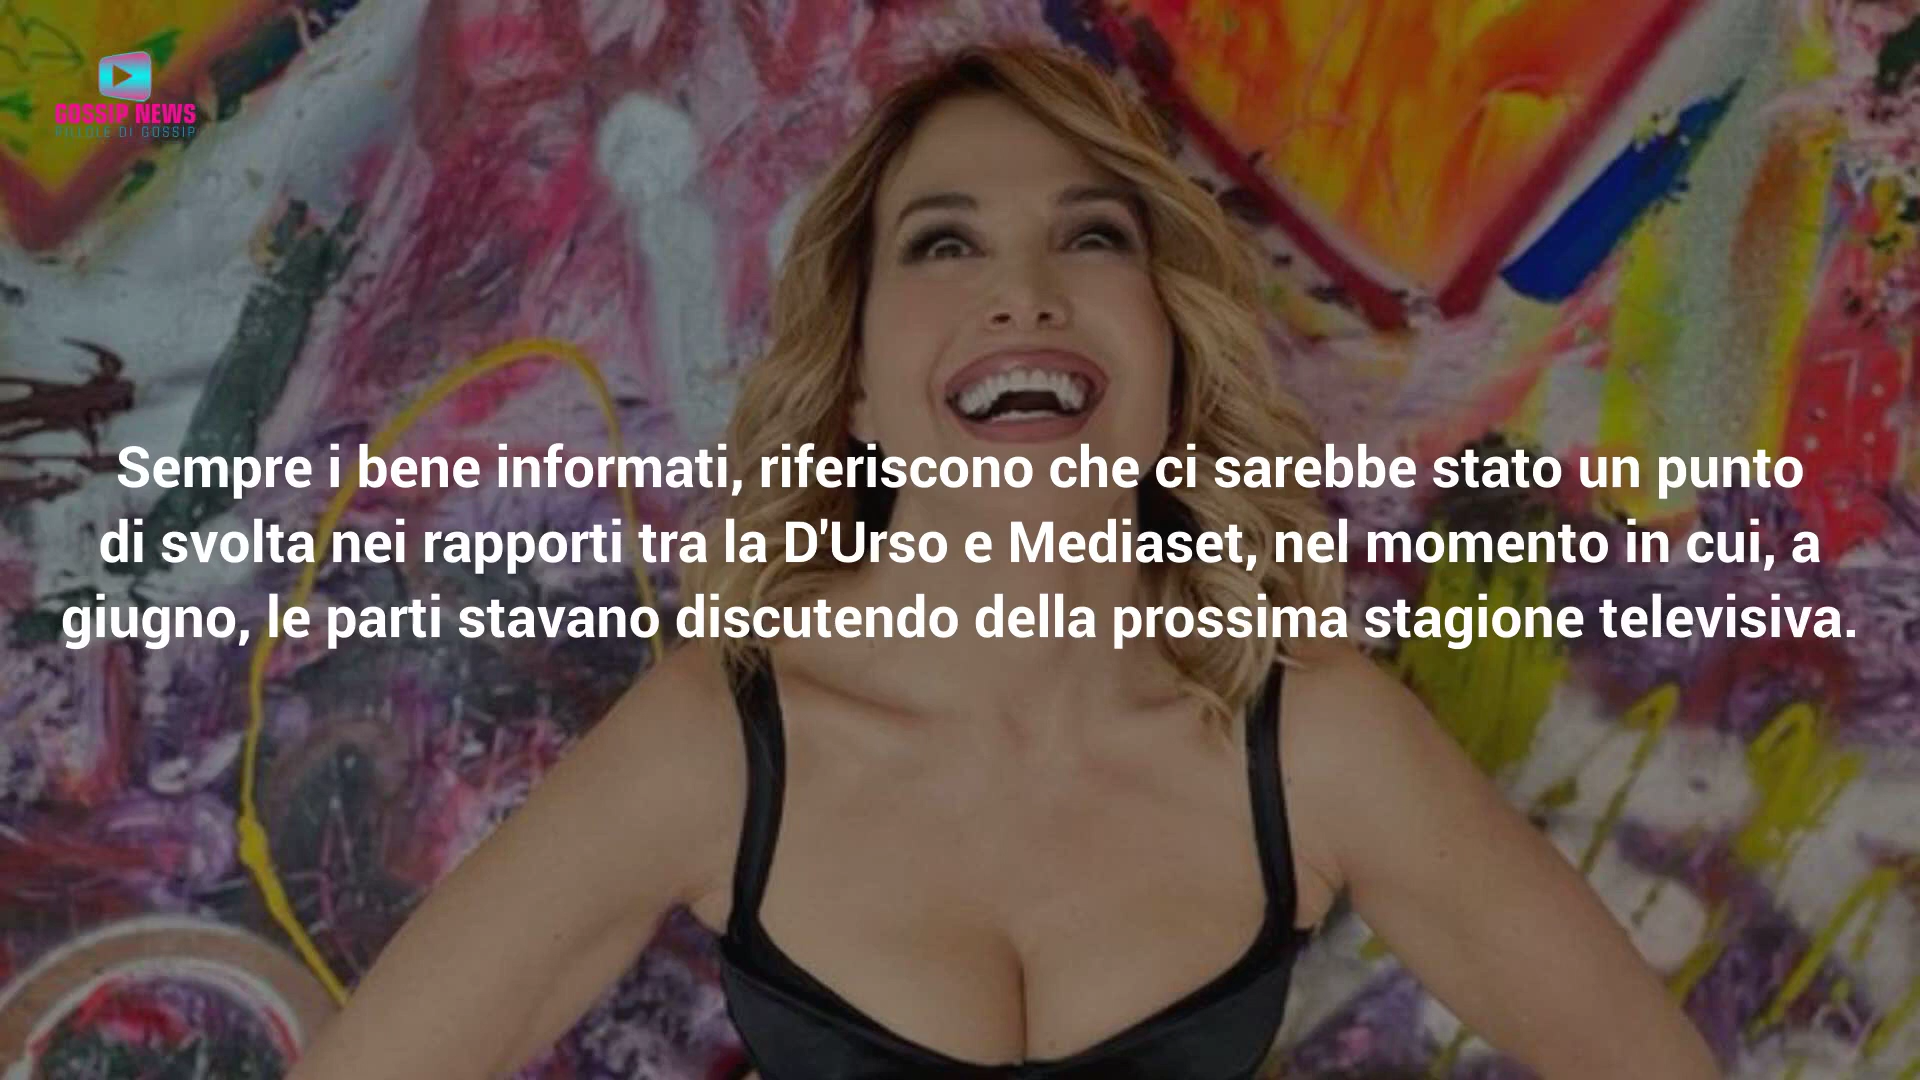 GOSSIP NEWS
PILLOLE DI GOSSIP
Sempre i bene informati, riferiscono che ci sarebbe stato un punto
di svolta nei rapporti tra la D'Urso e Mediaset, nel momento in cui, a
giugno, le parti stavano discutendo della prossima stagione televisiva.